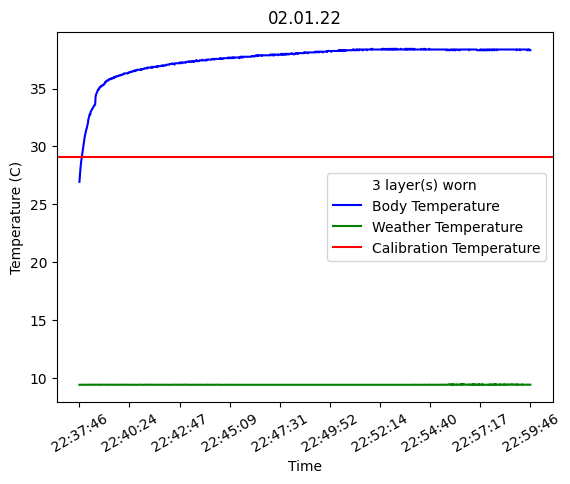 02.01.22
Temperature (C)
35
30
25
20
15
10
3 layer(s) worn
Body Temperature
Weather Temperature
Calibration Temperature
22:37:46
22:40:24
22:42:47
22:45:09
22:47:31
22:49:52
22:52:14
22:54:40
22:57:17
22:59:46
Time